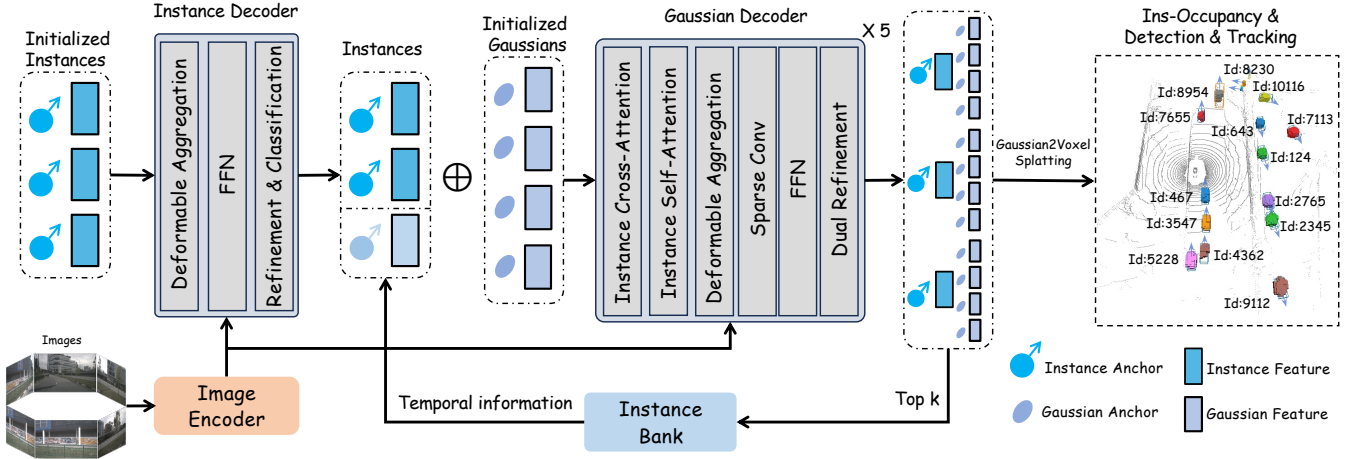 Instance Decoder
Gaussian Decoder
X 5
Ins-Occupancy &
Detection & Tracking
Initialized
Instances
Instances
Initialized
Gaussians
Deformable Aggregation
FFN
Refinement & Classification
Instance Cross-Attention
Instance Self-Attention
Deformable Aggregation
Sparse Conv
FFN
Dual Refinement
Gaussian2Voxel
Splatting
Id:8230
Id:8954
Id:10116
Id:7655
Id:643
Id:7113
Id:124
Id:467
Id:2765
Id:3547
Id:2345
Id:5228
Id:4362
Id:9112
Images
Image
Encoder
Temporal information
Instance
Bank
Top k
Instance Anchor
Instance Feature
Gaussian Anchor
Gaussian Feature